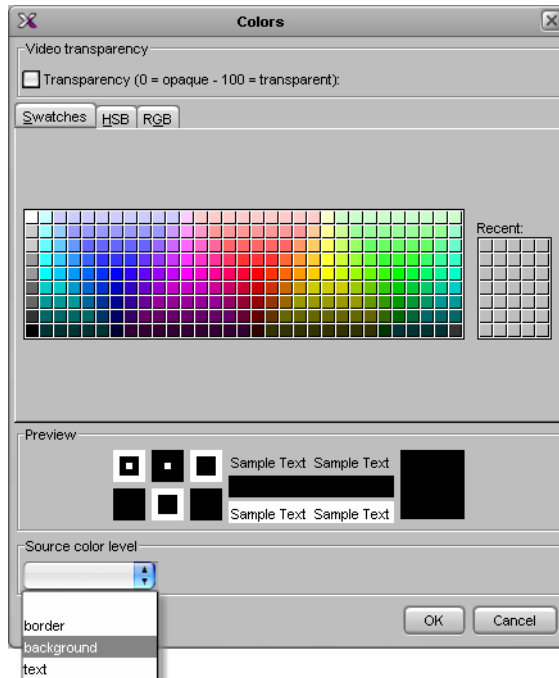 Colors
Video transparency
Transparency (0 = opaque - 100 = transparent):
Swatches HSB RGB
Recent:
Preview
Sample Text Sample Text
Sample Text Sample Text
Source color level
border
background
text
OK Cancel